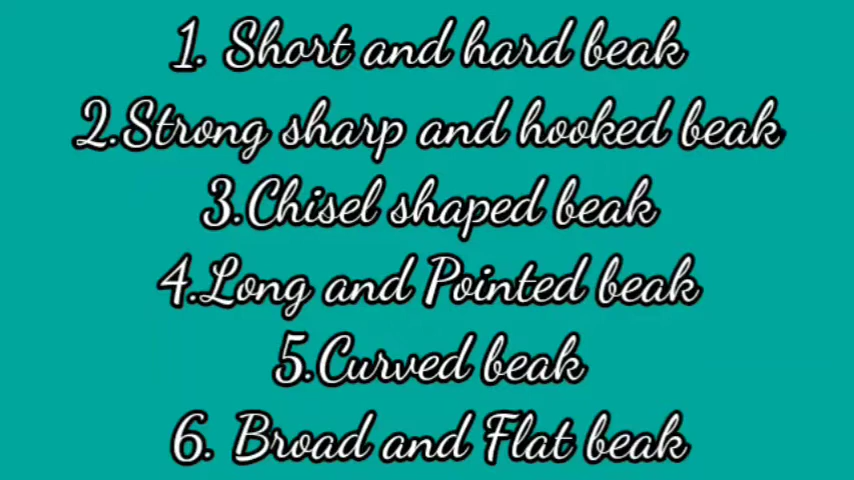 1. Short and hard beak
2.Strong sharp and hooked beak
3.Chisel shaped beak
4.Long and Pointed beak
5.Curved beak
6. Broad and Flat beak